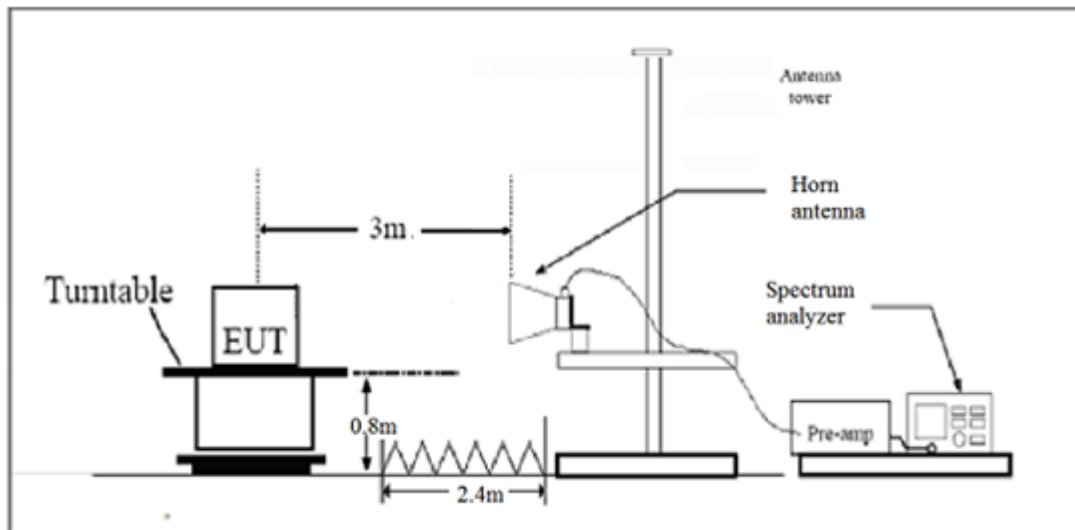 Antenna
tower
Horn
antenna
3m.
Turntable
EUT
Spectrum
analyzer
0.8m
Pre-amp
2.4m